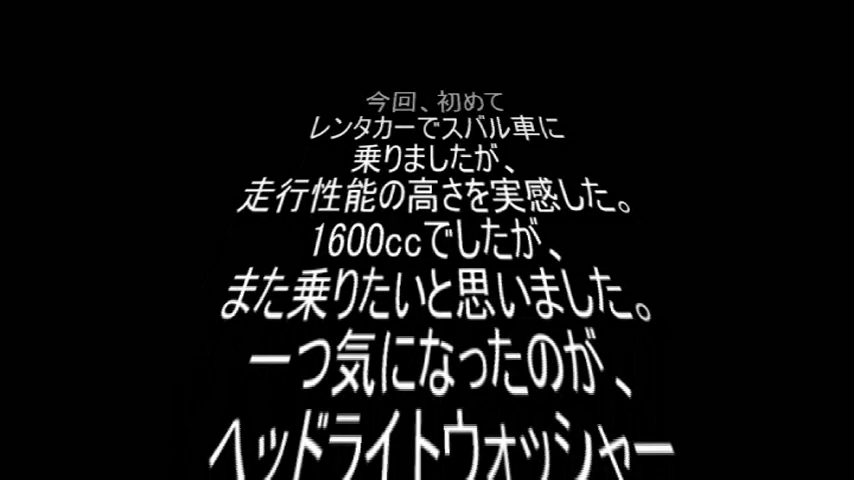 今回、初めて
レンタカーでスバル車に
乗りましたが、
走行性能の高さを実感した。
1600ccでしたが、
また乗りたいと思いました。
一つ気になったのが、
ヘッドライトウォッシャー